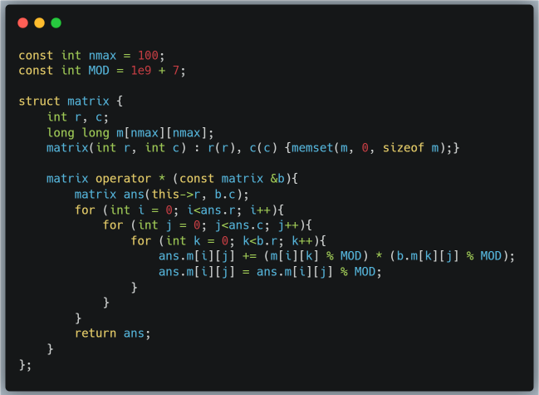 const int nmax = 100;
const int MOD = 1e9 + 7;

struct matrix {
    int r, c;
    long long m[nmax][nmax];
    matrix(int r, int c) : r(r), c(c) {memset(m, 0, sizeof m);}

    matrix operator * (const matrix &b){
        matrix ans(this->r, b.c);
        for (int i = 0; i<ans.r; i++){
            for (int j = 0; j<ans.c; j++){
                for (int k = 0; k<b.r; k++){
                    ans.m[i][j] += (m[i][k] % MOD) * (b.m[k][j] % MOD);
                    ans.m[i][j] = ans.m[i][j] % MOD;
                }
            }
        }
        return ans;
    }
};